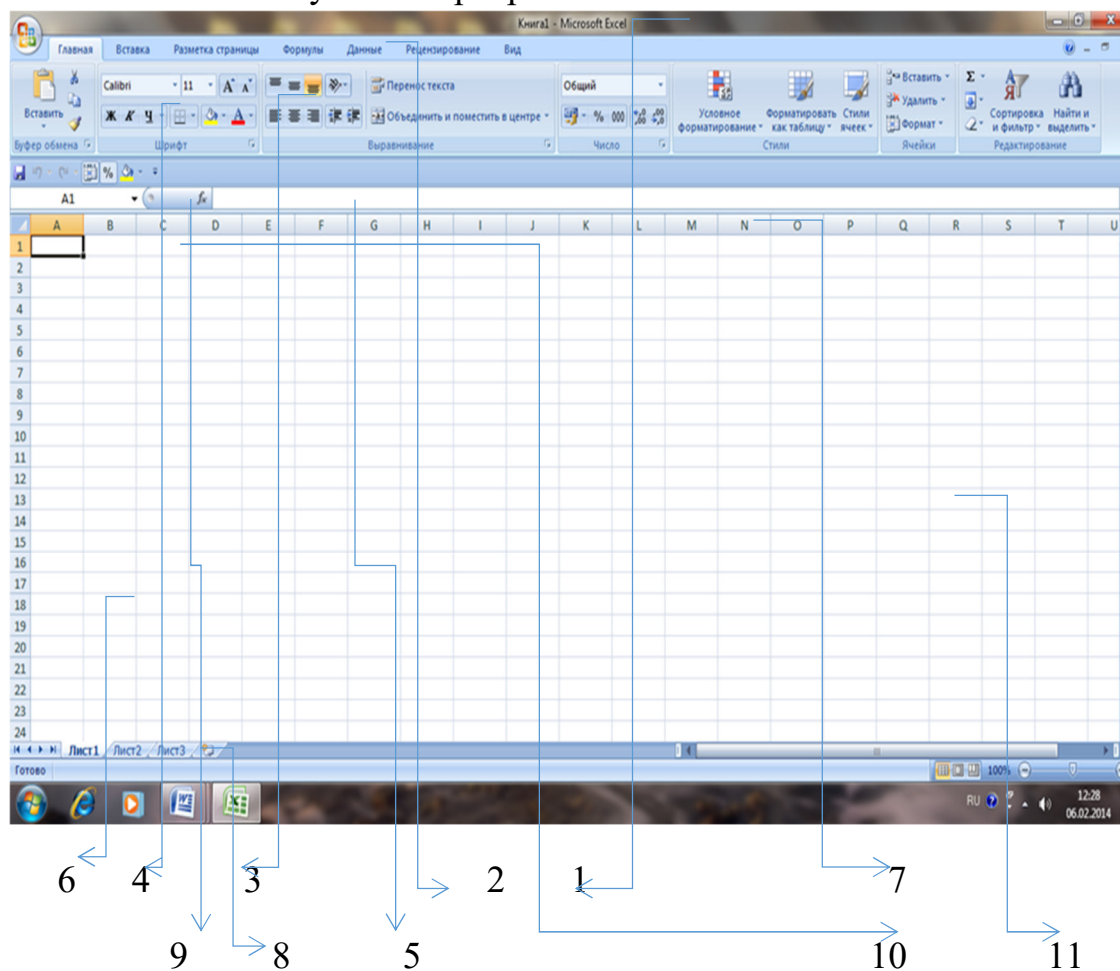 Книга1 - Microsoft Excel
Главная Вставка Разметка страницы Формулы Данные Рецензирование Вид
Вставить
Calibri 11
Ж К Ч
Перенос текста
Объединить и поместить в центре
Общий
% 000
Условное форматирование
Форматировать как таблицу
Стили ячеек
Вставить
Удалить
Формат
Σ
Сортировка и фильтр
Найти и выделить
Буфер обмена Шрифт Выравнивание Число Стили Ячейки Редактирование
%
A1 fx
A B C D E F G H I J K L M N O P Q R S T U
1
2
3
4
5
6
7
8
9
10
11
12
13
14
15
16
17
18
19
20
21
22
23
24
Лист1 Лист2 Лист3
Готово 100%
RU 12:28
06.02.2014
6 4 3 2 1 7
9 8 5 10 11